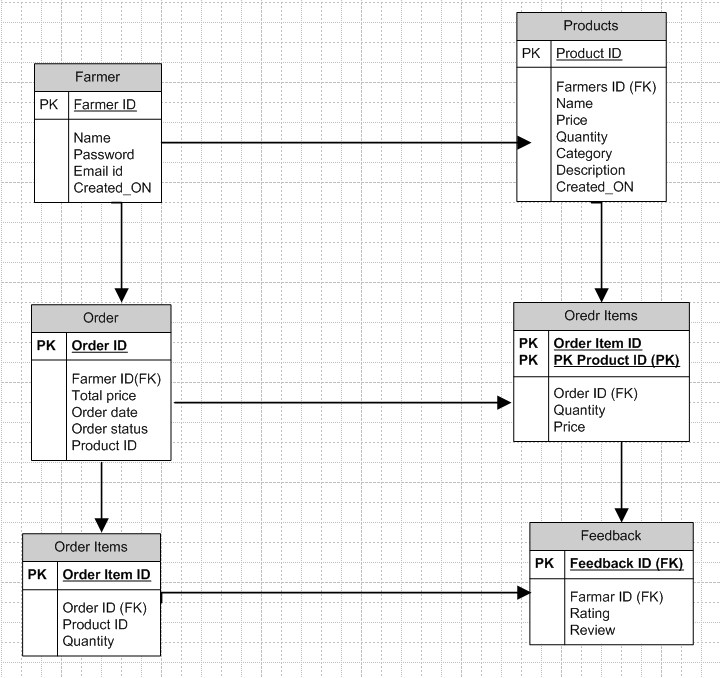 Farmer
PK Farmer ID
Name
Password
Email id
Created_ON
Products
PK Product ID
Farmers ID (FK)
Name
Price
Quantity
Category
Description
Created_ON
Order
PK Order ID
Farmer ID(FK)
Total price
Order date
Order status
Product ID
Oredr Items
PK Order Item ID
PK PK Product ID (PK)
Order ID (FK)
Quantity
Price
Order Items
PK Order Item ID
Order ID (FK)
Product ID
Quantity
Feedback
PK Feedback ID (FK)
Farmar ID (FK)
Rating
Review